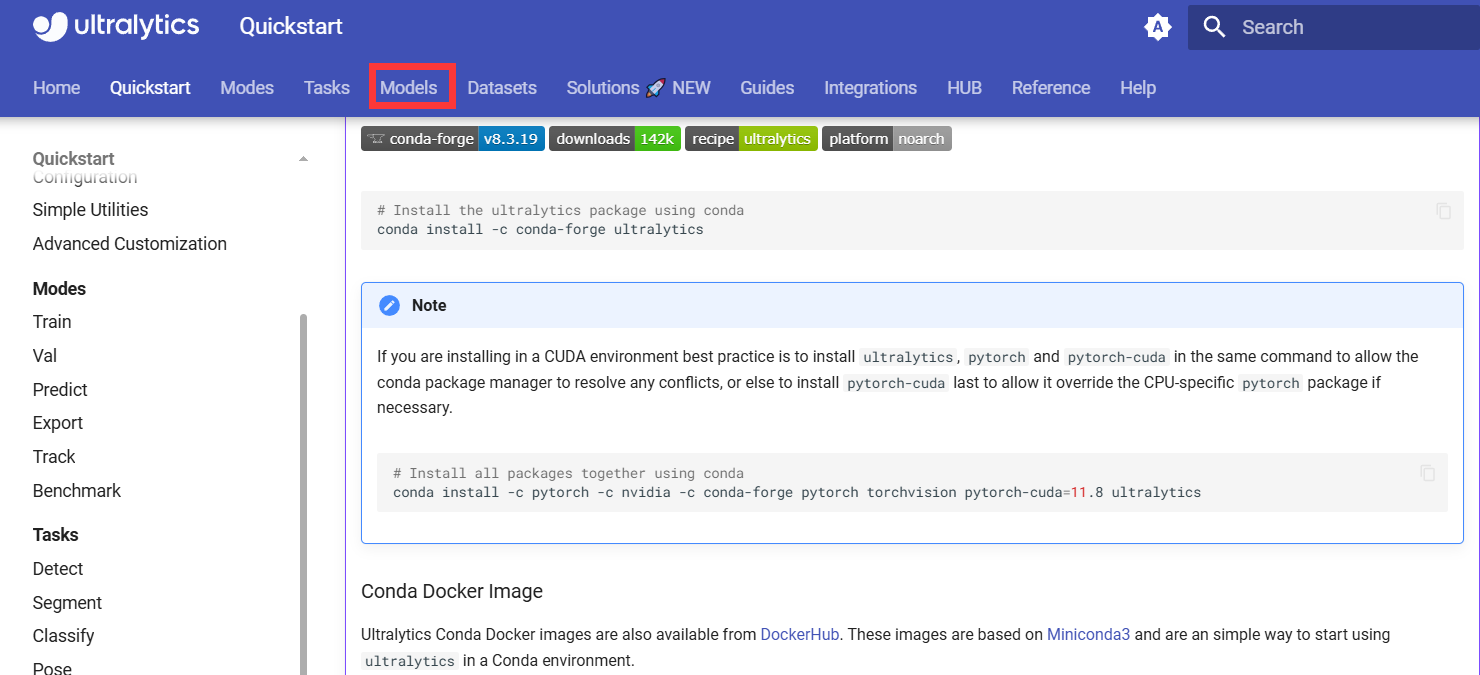 ultralytics Quickstart A Search
Home Quickstart Modes Tasks Models Datasets Solutions 🚀 NEW Guides Integrations HUB Reference Help
conda-forge v8.3.19 downloads 142k recipe ultralytics platform noarch
Quickstart
Configuration
Simple Utilities
Advanced Customization
Modes
Train
Val
Predict
Export
Track
Benchmark
Tasks
Detect
Segment
Classify
Pose
# Install the ultralytics package using conda
conda install -c conda-forge ultralytics
Note
If you are installing in a CUDA environment best practice is to install ultralytics, pytorch and pytorch-cuda in the same command to allow the
conda package manager to resolve any conflicts, or else to install pytorch-cuda last to allow it override the CPU-specific pytorch package if
necessary.
# Install all packages together using conda
conda install -c pytorch -c nvidia -c conda-forge pytorch torchvision pytorch-cuda=11.8 ultralytics
Conda Docker Image
Ultralytics Conda Docker images are also available from DockerHub. These images are based on Miniconda3 and are an simple way to start using
ultralytics in a Conda environment.